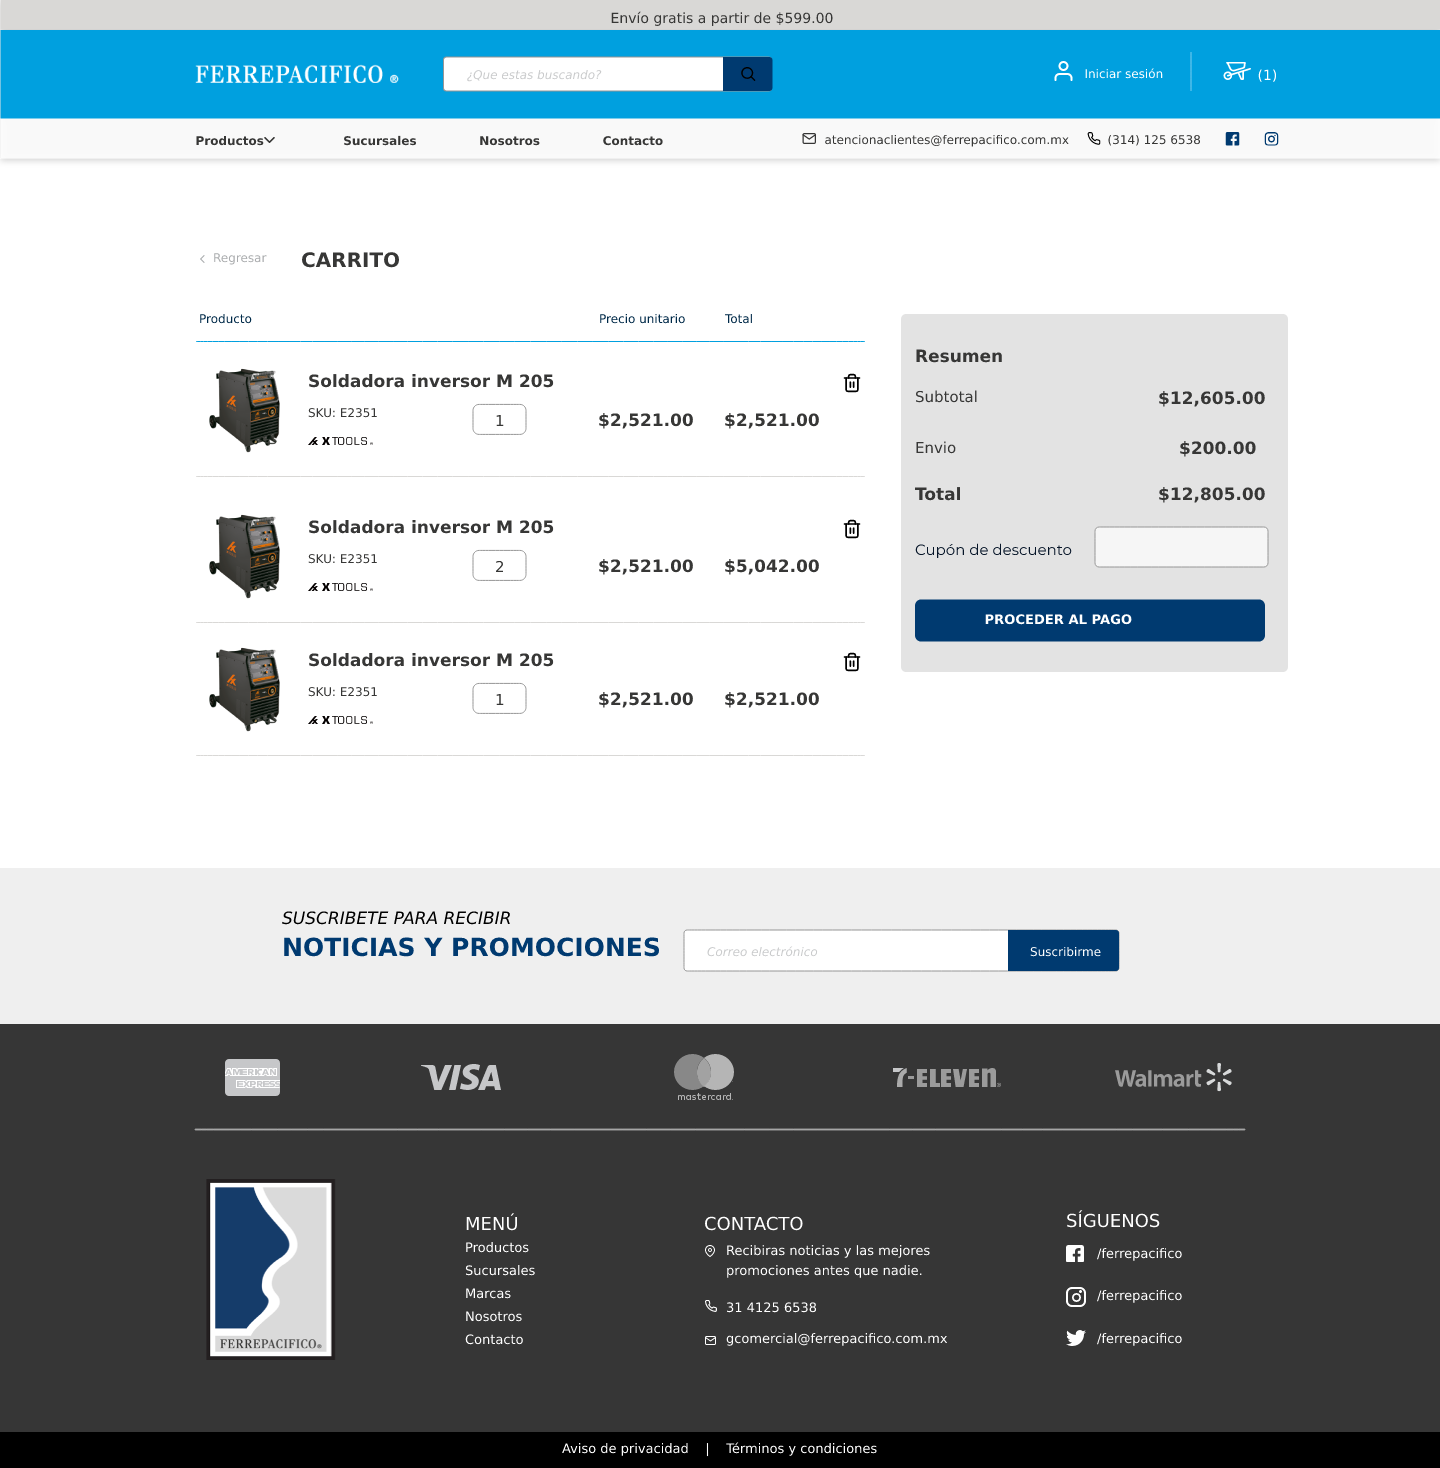 Envío gratis a partir de $599.00
FERREPACIFICO ®
¿Que estas buscando?
Iniciar sesión
(1)
Productos
Sucursales
Nosotros
Contacto
atencionaclientes@ferrepacifico.com.mx
(314) 125 6538
Regresar
CARRITO
Producto
Precio unitario
Total
Soldadora inversor M 205
SKU: E2351
1
$2,521.00
$2,521.00
X TOOLS
Soldadora inversor M 205
SKU: E2351
2
$2,521.00
$5,042.00
X TOOLS
Soldadora inversor M 205
SKU: E2351
1
$2,521.00
$2,521.00
X TOOLS
Resumen
Subtotal
$12,605.00
Envio
$200.00
Total
$12,805.00
Cupón de descuento
PROCEDER AL PAGO
SUSCRIBETE PARA RECIBIR
NOTICIAS Y PROMOCIONES
Correo electrónico
Suscribirme
AMERICAN
EXPRESS
VISA
mastercard
7-ELEVEN
Walmart
FERREPACIFICO®
MENÚ
Productos
Sucursales
Marcas
Nosotros
Contacto
CONTACTO
Recibiras noticias y las mejores
promociones antes que nadie.
31 4125 6538
gcomercial@ferrepacifico.com.mx
SÍGUENOS
/ferrepacifico
/ferrepacifico
/ferrepacifico
Aviso de privacidad | Términos y condiciones